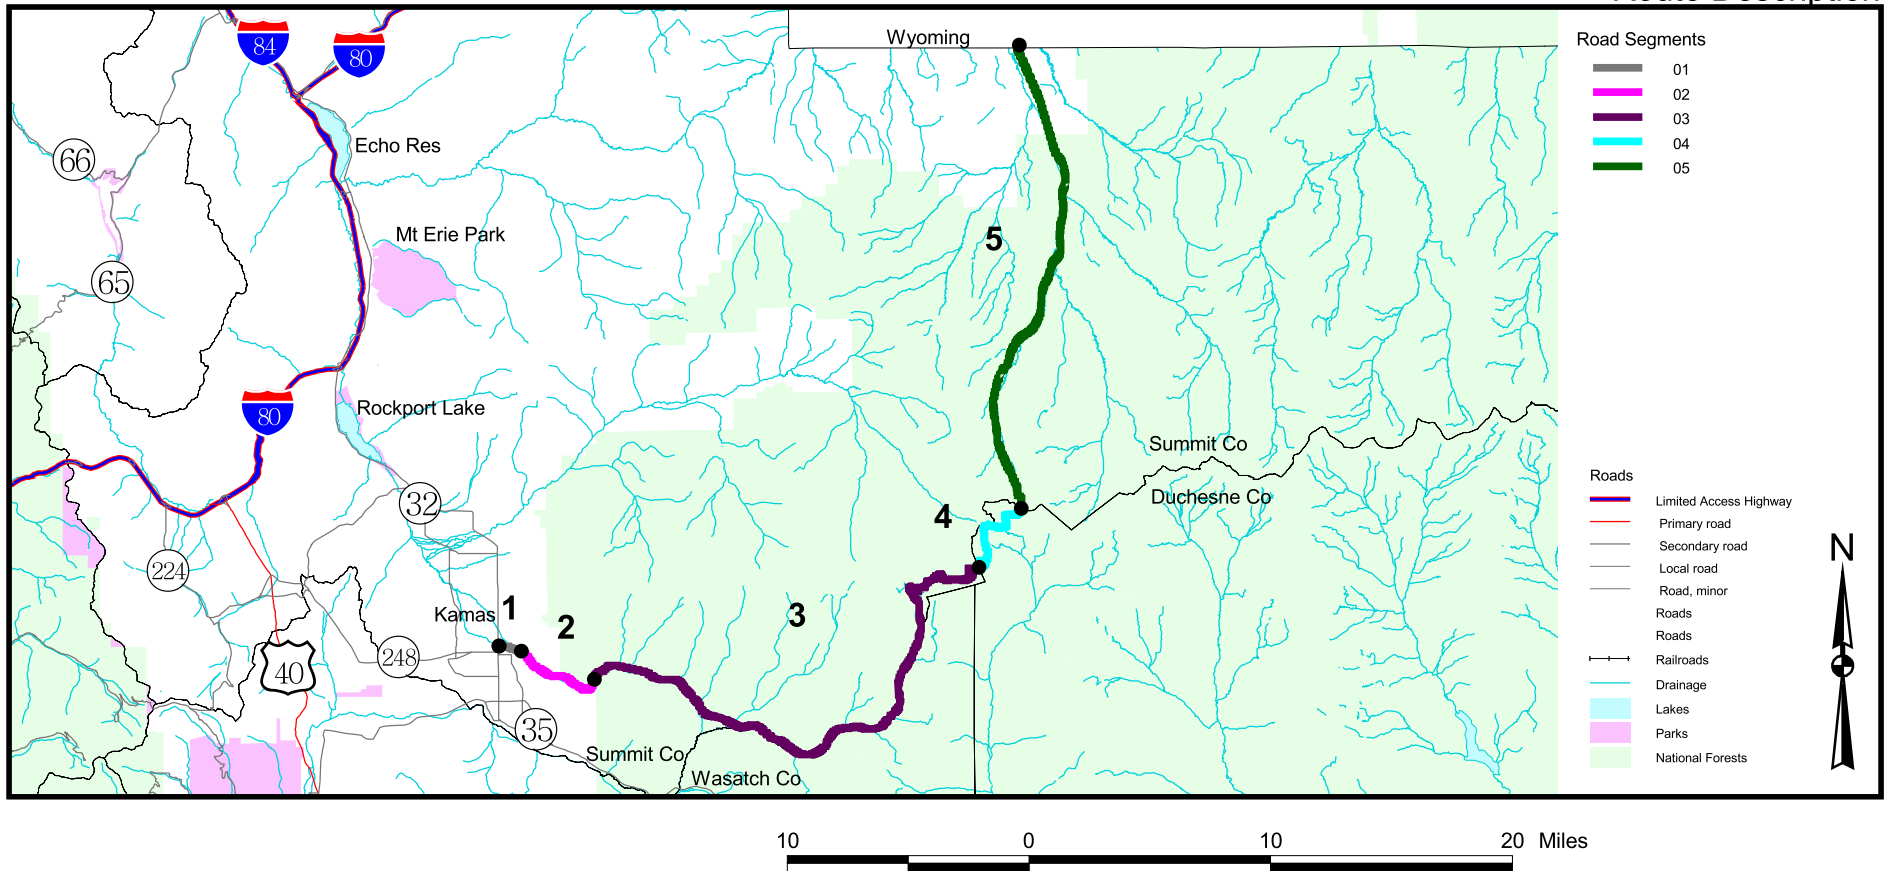 Route Description
84
80
Wyoming
Road Segments
01
02
03
04
05
66
Echo Res
Mt Erie Park
5
65
80
Rockport Lake
Summit Co
Duchesne Co
32
4
224
Kamas
1
2
3
248
40
35
Summit Co
Wasatch Co
Roads
Limited Access Highway
Primary road
Secondary road
Local road
Road, minor
Roads
Roads
Railroads
Drainage
Lakes
Parks
National Forests
N
10 0 10 20 Miles